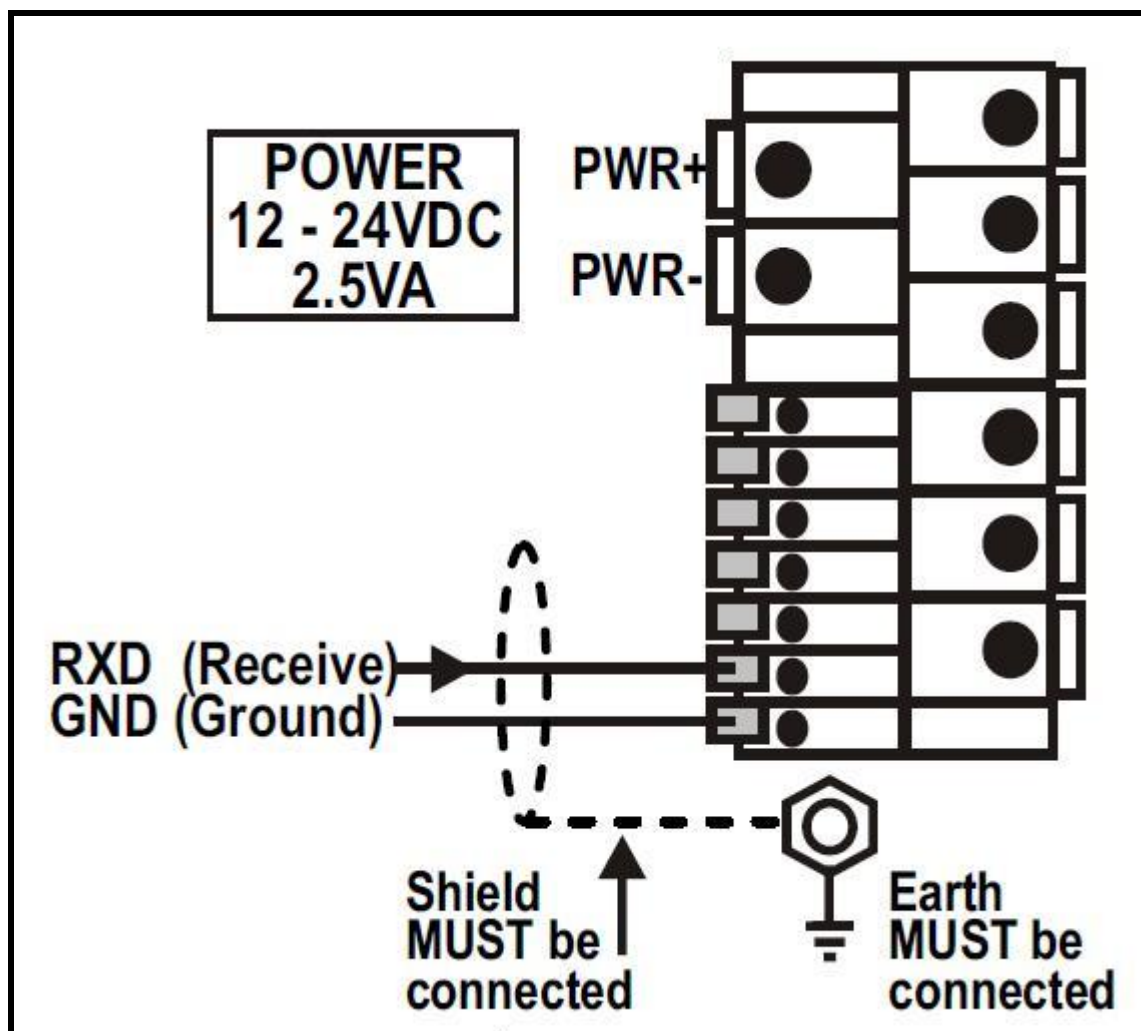 POWER
12 - 24VDC
2.5VA
PWR+
PWR-
RXD (Receive)
GND (Ground)
Shield
MUST be
connected
Earth
MUST be
connected